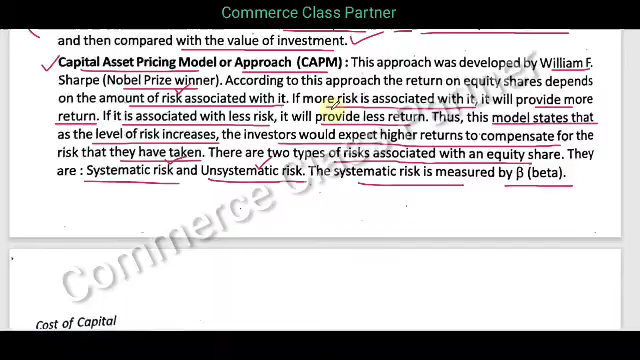 Commerce Class Partner
and then compared with the value of investment.
Capital Asset Pricing Model or Approach (CAPM) : This approach was developed by William F.
Sharpe (Nobel Prize winner). According to this approach the return on equity shares depends
on the amount of risk associated with it. If more risk is associated with it, it will provide more
return. If it is associated with less risk, it will provide less return. Thus, this model states that
as the level of risk increases, the investors would expect higher returns to compensate for the
risk that they have taken. There are two types of risks associated with an equity share. They
are : Systematic risk and Unsystematic risk. The systematic risk is measured by β (beta).
Commerce Class Partner
Cost of Capital